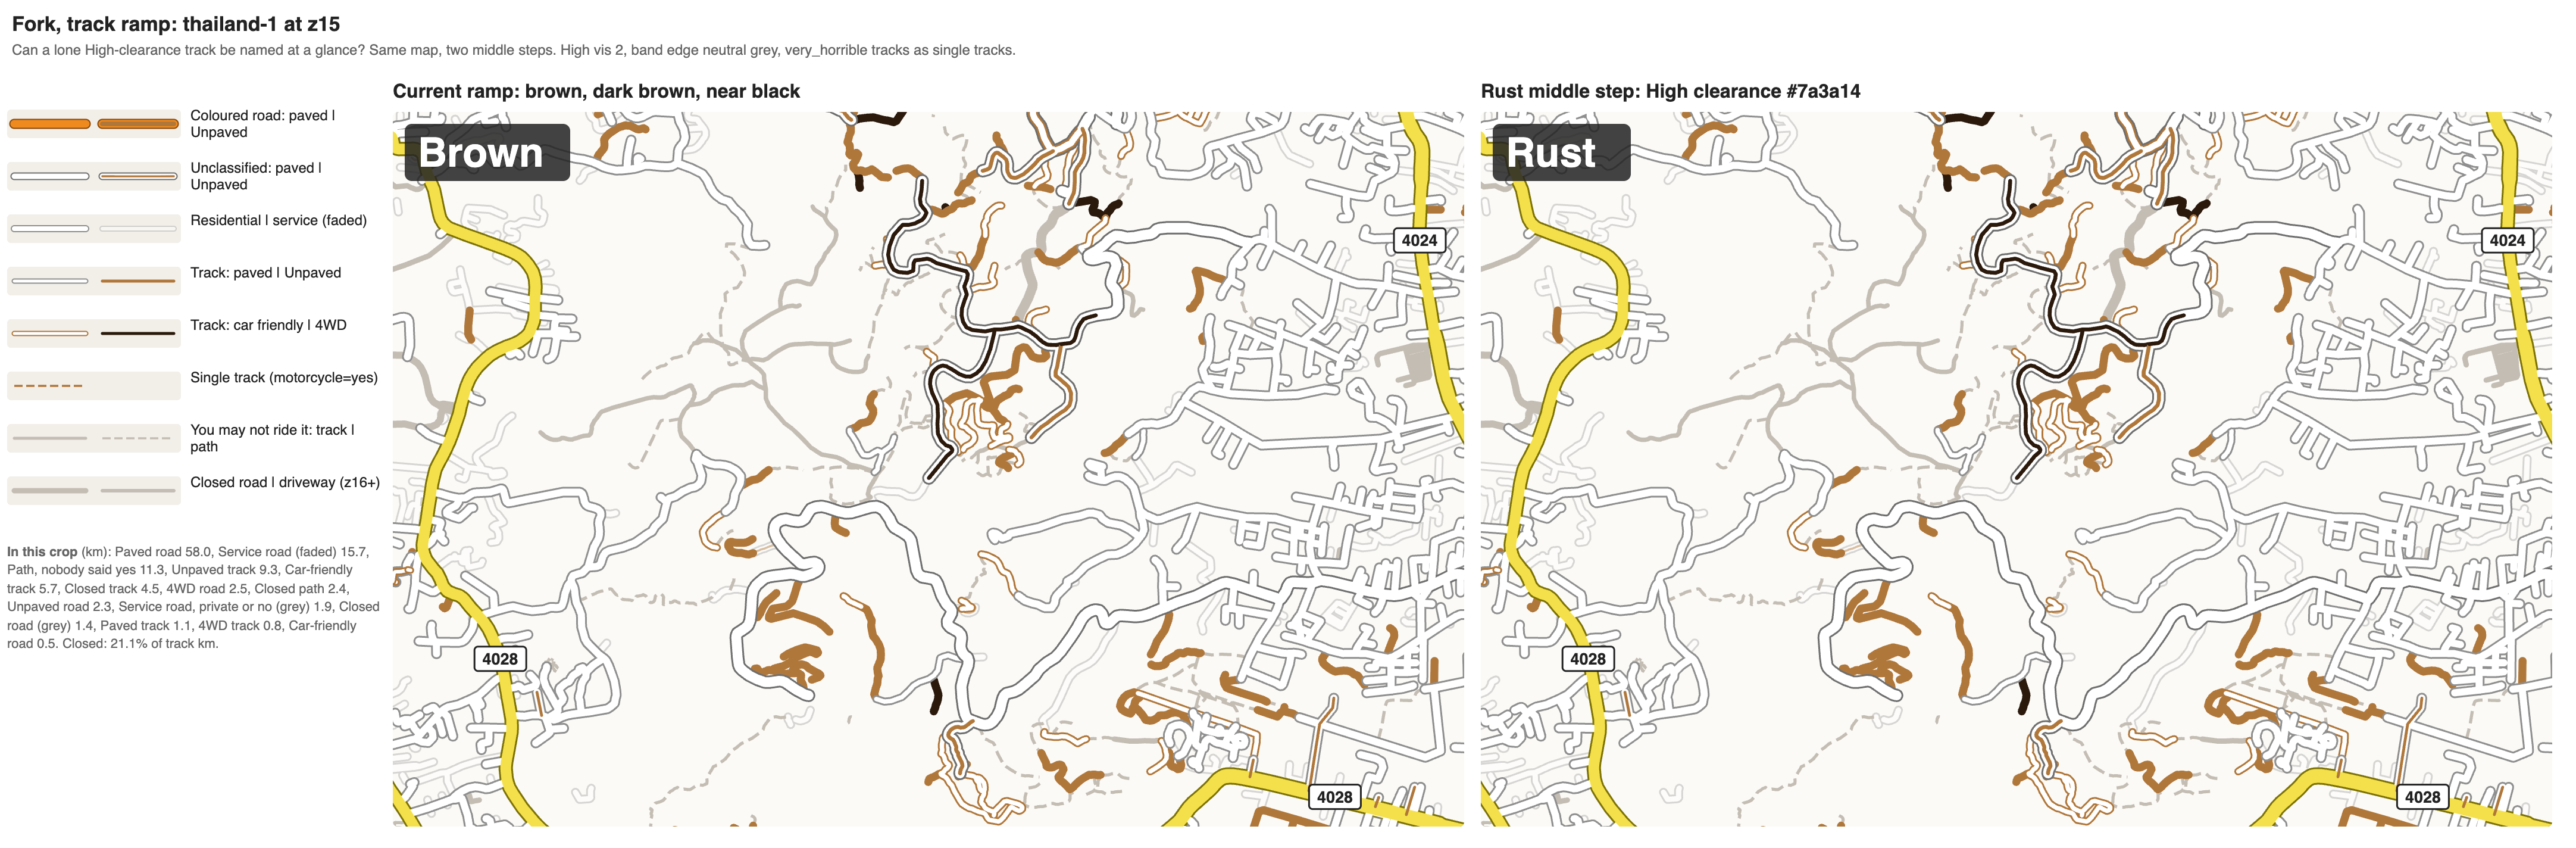 Fork, track ramp: thailand-1 at z15
Can a lone High-clearance track be named at a glance? Same map, two middle steps. High vis 2, band edge neutral grey, very_horrible tracks as single tracks.
Current ramp: brown, dark brown, near black
Rust middle step: High clearance #7a3a14
Coloured road: paved |
Unpaved
Unclassified: paved |
Unpaved
Residential | service (faded)
Track: paved | Unpaved
Track: car friendly | 4WD
Single track (motorcycle=yes)
You may not ride it: track |
path
Closed road | driveway (z16+)
In this crop (km): Paved road 58.0, Service road (faded) 15.7,
Path, nobody said yes 11.3, Unpaved track 9.3, Car-friendly
track 5.7, Closed track 4.5, 4WD road 2.5, Closed path 2.4,
Unpaved road 2.3, Service road, private or no (grey) 1.9, Closed
road (grey) 1.4, Paved track 1.1, 4WD track 0.8, Car-friendly
road 0.5. Closed: 21.1% of track km.
Brown
4024
4028
4028
Rust
4024
4028
4028